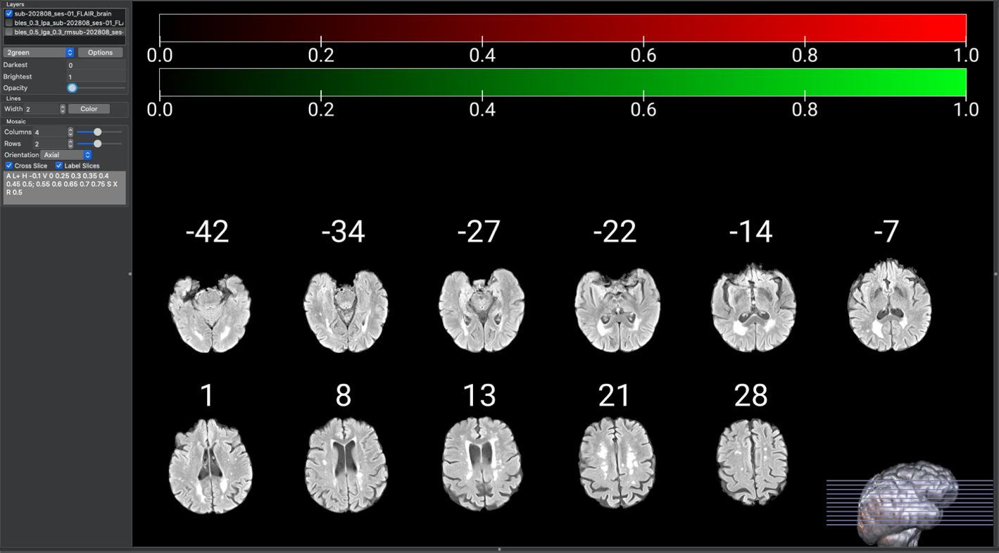 Layers
sub-202808_ses-01_FLAIR_brain
bles_0.3_lpa_sub-202808_ses-01_FL
bles_0.5_lga_0.3_rmsub-202808_ses-
2green Options
Darkest 0
Brightest 1
Opacity
Lines
Width 2 Color
Mosaic
Columns 4
Rows 2
Orientation Axial
Cross Slice Label Slices
A L+ H -0.1 V 0 0.25 0.3 0.35 0.4
0.45 0.5; 0.55 0.6 0.65 0.7 0.75 S X
R 0.5
0.0 0.2 0.4 0.6 0.8 1.0
0.0 0.2 0.4 0.6 0.8 1.0
-42 -34 -27 -22 -14 -7
1 8 13 21 28